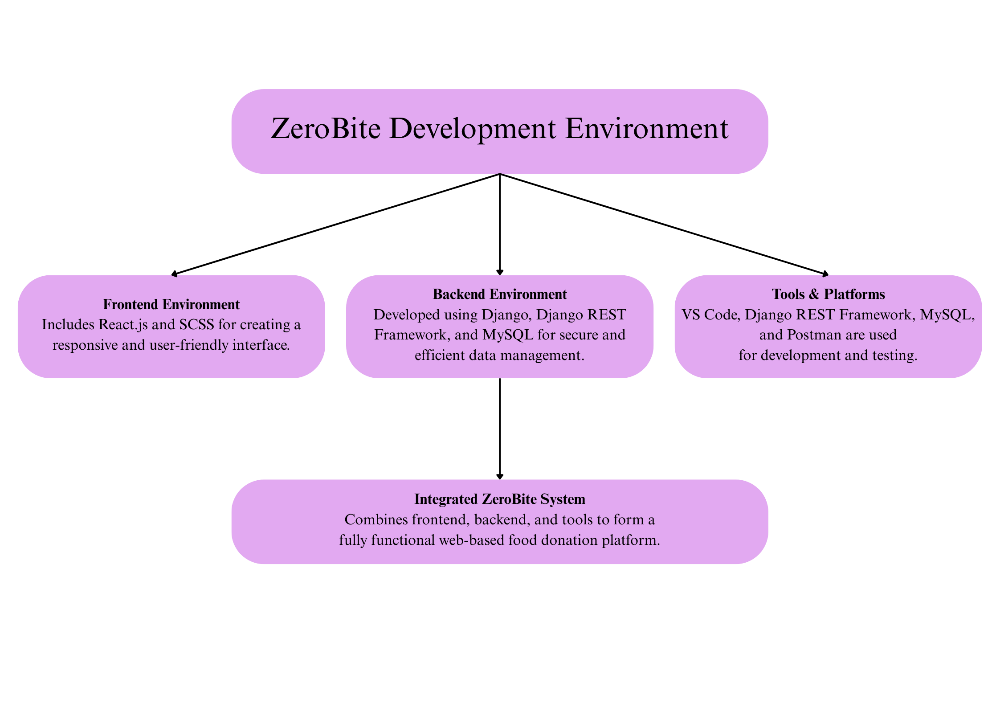 ZeroBite Development Environment
Frontend Environment
Includes React.js and SCSS for creating a
responsive and user-friendly interface.
Backend Environment
Developed using Django, Django REST
Framework, and MySQL for secure and
efficient data management.
Tools & Platforms
VS Code, Django REST Framework, MySQL,
and Postman are used
for development and testing.
Integrated ZeroBite System
Combines frontend, backend, and tools to form a
fully functional web-based food donation platform.